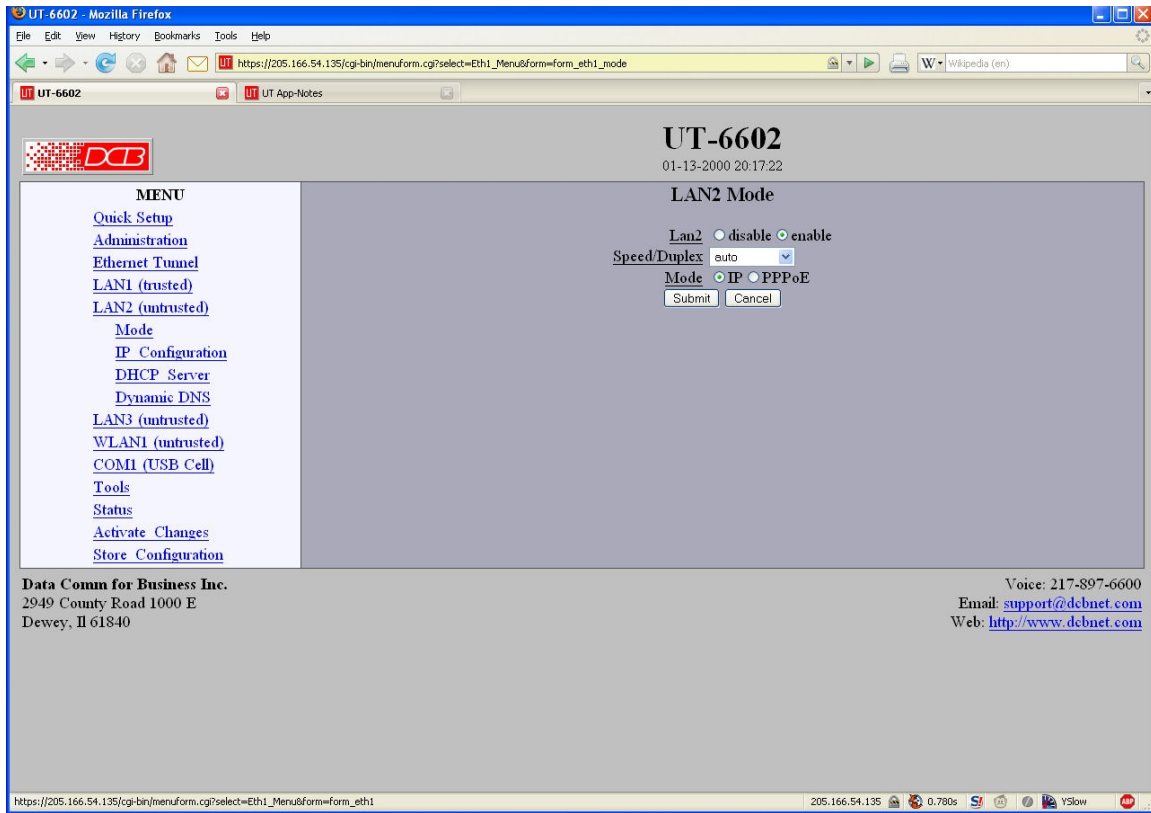 UT-6602 - Mozilla Firefox
File Edit View History Bookmarks Tools Help
https://205.166.54.135/cgi-bin/menuform.cgi?select=Eth1_Menu&form=form_eth1_mode
W Wikipedia (en)
UT UT-6602
UT UT App-Notes
DCB
UT-6602
01-13-2000 20:17:22
MENU
Quick Setup
Administration
Ethernet Tunnel
LAN1 (trusted)
LAN2 (untrusted)
Mode
IP Configuration
DHCP Server
Dynamic DNS
LAN3 (untrusted)
WLAN1 (untrusted)
COM1 (USB Cell)
Tools
Status
Activate Changes
Store Configuration
LAN2 Mode
Lan2 disable enable
Speed/Duplex auto
Mode IP PPPoE
Submit Cancel
Data Comm for Business Inc.
2949 County Road 1000 E
Dewey, Il 61840
Voice: 217-897-6600
Email: support@dcbnet.com
Web: http://www.dcbnet.com
https://205.166.54.135/cgi-bin/menuform.cgi?select=Eth1_Menu&form=form_eth1
205.166.54.135 0.780s S YSlow ABP